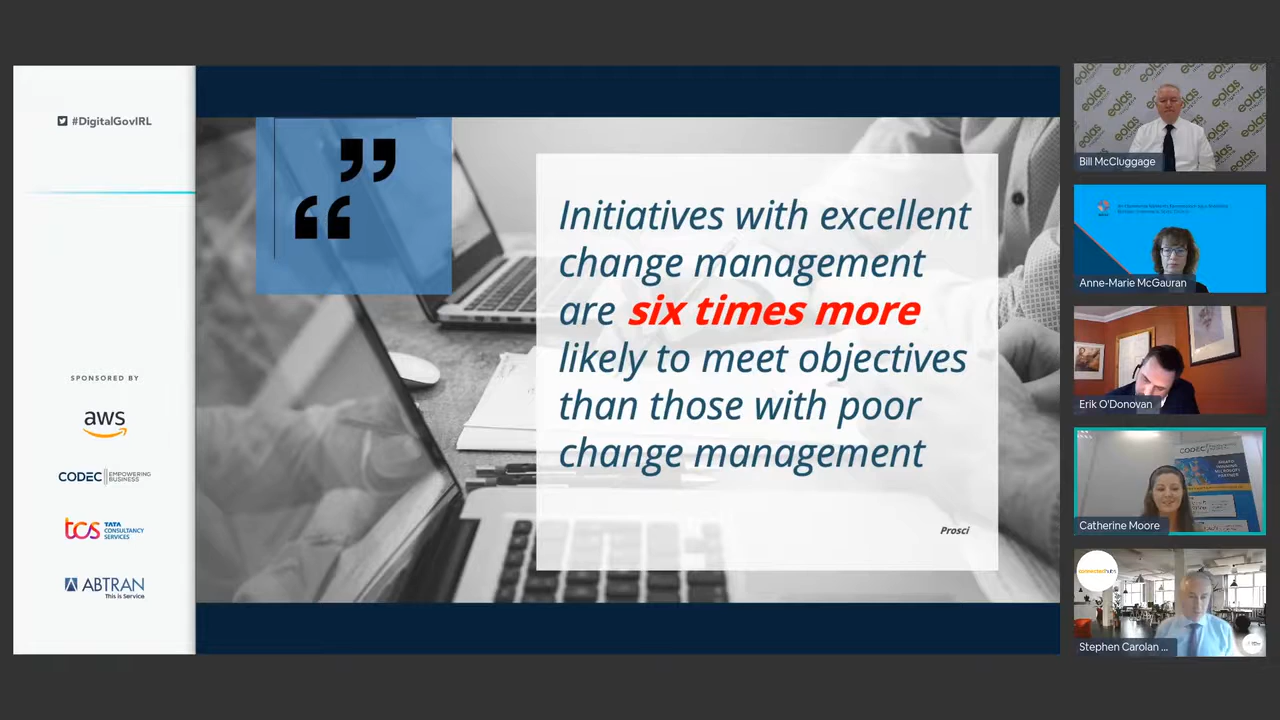 #DigitalGovIRL
SPONSORED BY
aws
CODEC EMPOWERING
BUSINESS
tcs TATA
CONSULTANCY
SERVICES
ABTRAN
This is Service
Initiatives with excellent
change management
are six times more
likely to meet objectives
than those with poor
change management
Prosci
eolas
Bill McCluggage
Anne-Marie McGauran
Erik O'Donovan
CODEC
Catherine Moore
Stephen Carolan ...